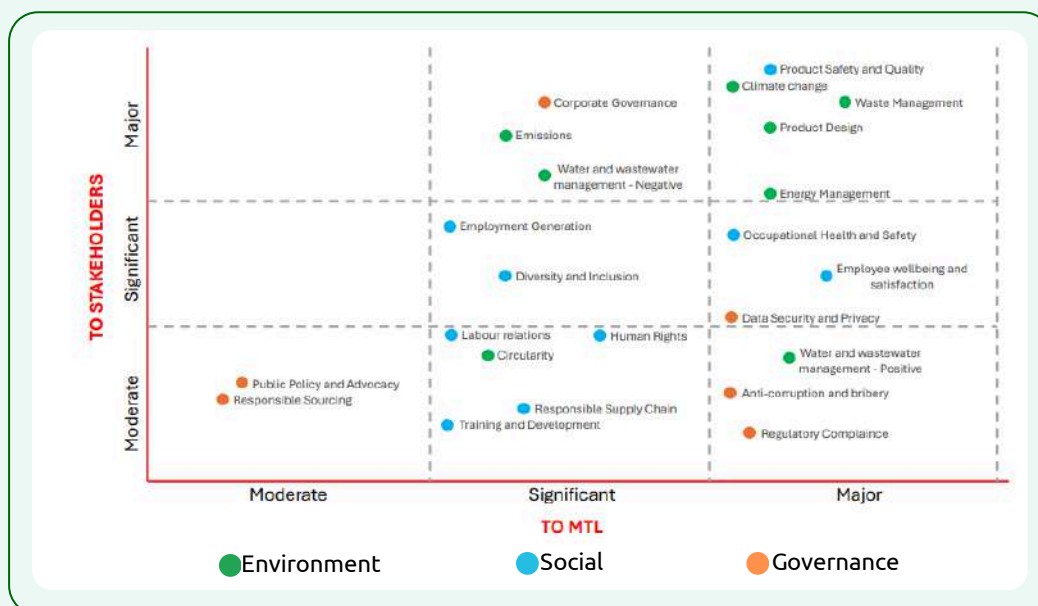 TO STAKEHOLDERS
Major
Significant
Moderate
Product Safety and Quality
Climate change
Waste Management
Corporate Governance
Product Design
Emissions
Water and wastewater
management - Negative
Energy Management
Employment Generation
Occupational Health and Safety
Diversity and Inclusion
Employee wellbeing and
satisfaction
Data Security and Privacy
Labour relations
Human Rights
Circularity
Water and wastewater
management - Positive
Public Policy and Advocacy
Responsible Sourcing
Anti-corruption and bribery
Responsible Supply Chain
Training and Development
Regulatory Complaince
Moderate
Significant
Major
TO MTL
Environment
Social
Governance